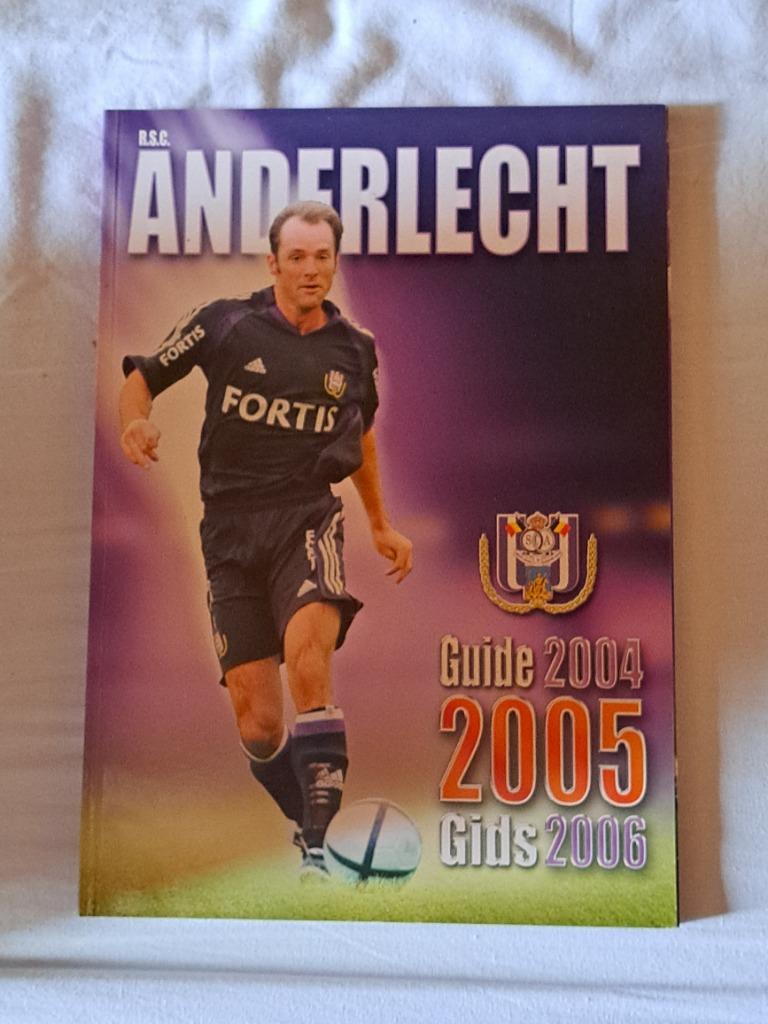 R.S.C.
ANDERLECHT
FORTIS
FORTIS
Guide 2004
2005
Gids 2006